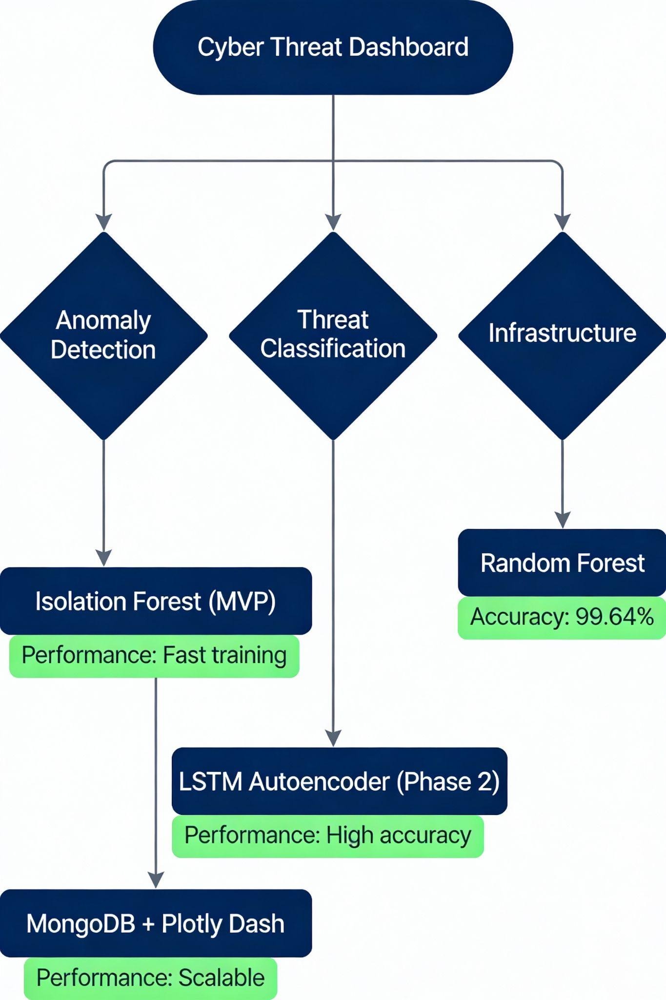 Cyber Threat Dashboard
Anomaly
Detection
Threat
Classification
Infrastructure
Random Forest
Accuracy: 99.64%
Isolation Forest (MVP)
Performance: Fast training
LSTM Autoencoder (Phase 2)
Performance: High accuracy
MongoDB + Plotly Dash
Performance: Scalable